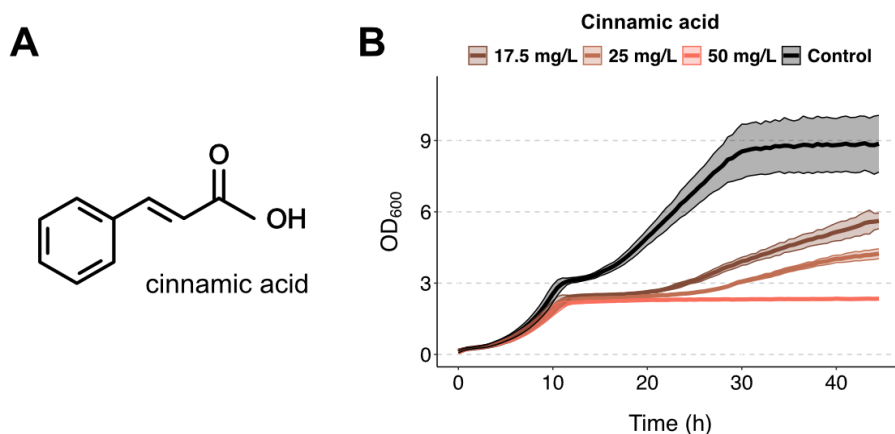 A
O
OH
cinnamic acid
B
Cinnamic acid
17.5 mg/L 25 mg/L 50 mg/L Control
OD600
9
6
3
0
0 10 20 30 40
Time (h)